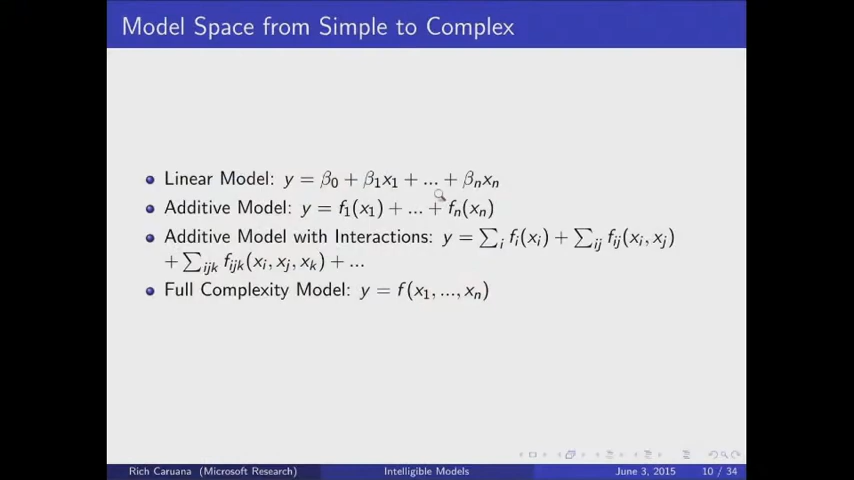 Model Space from Simple to Complex
Linear Model: y = β₀ + β₁x₁ + ... + βₙxₙ
Additive Model: y = f₁(x₁) + ... + fₙ(xₙ)
Additive Model with Interactions: y = ∑ᵢ fᵢ(xᵢ) + ∑ᵢⱼ fᵢⱼ(xᵢ, xⱼ)
+ ∑ᵢⱼₖ fᵢⱼₖ(xᵢ, xⱼ, xₖ) + ...
Full Complexity Model: y = f(x₁, ..., xₙ)
Rich Caruana (Microsoft Research) Intelligible Models June 3, 2015 10 / 34